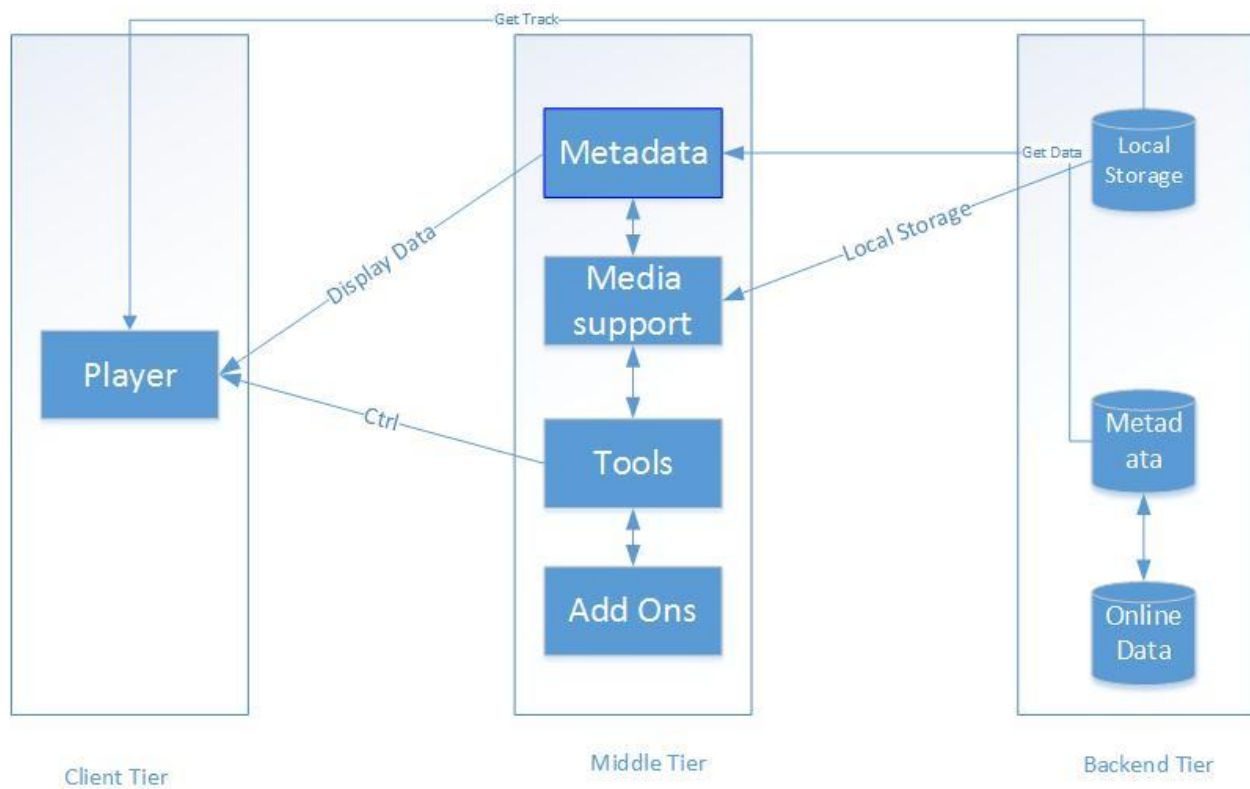 Get Track
Metadata
Get Data
Local
Storage
Display Data
Local Storage
Media
support
Player
Ctrl
Tools
Metad
ata
Add Ons
Online
Data
Client Tier
Middle Tier
Backend Tier